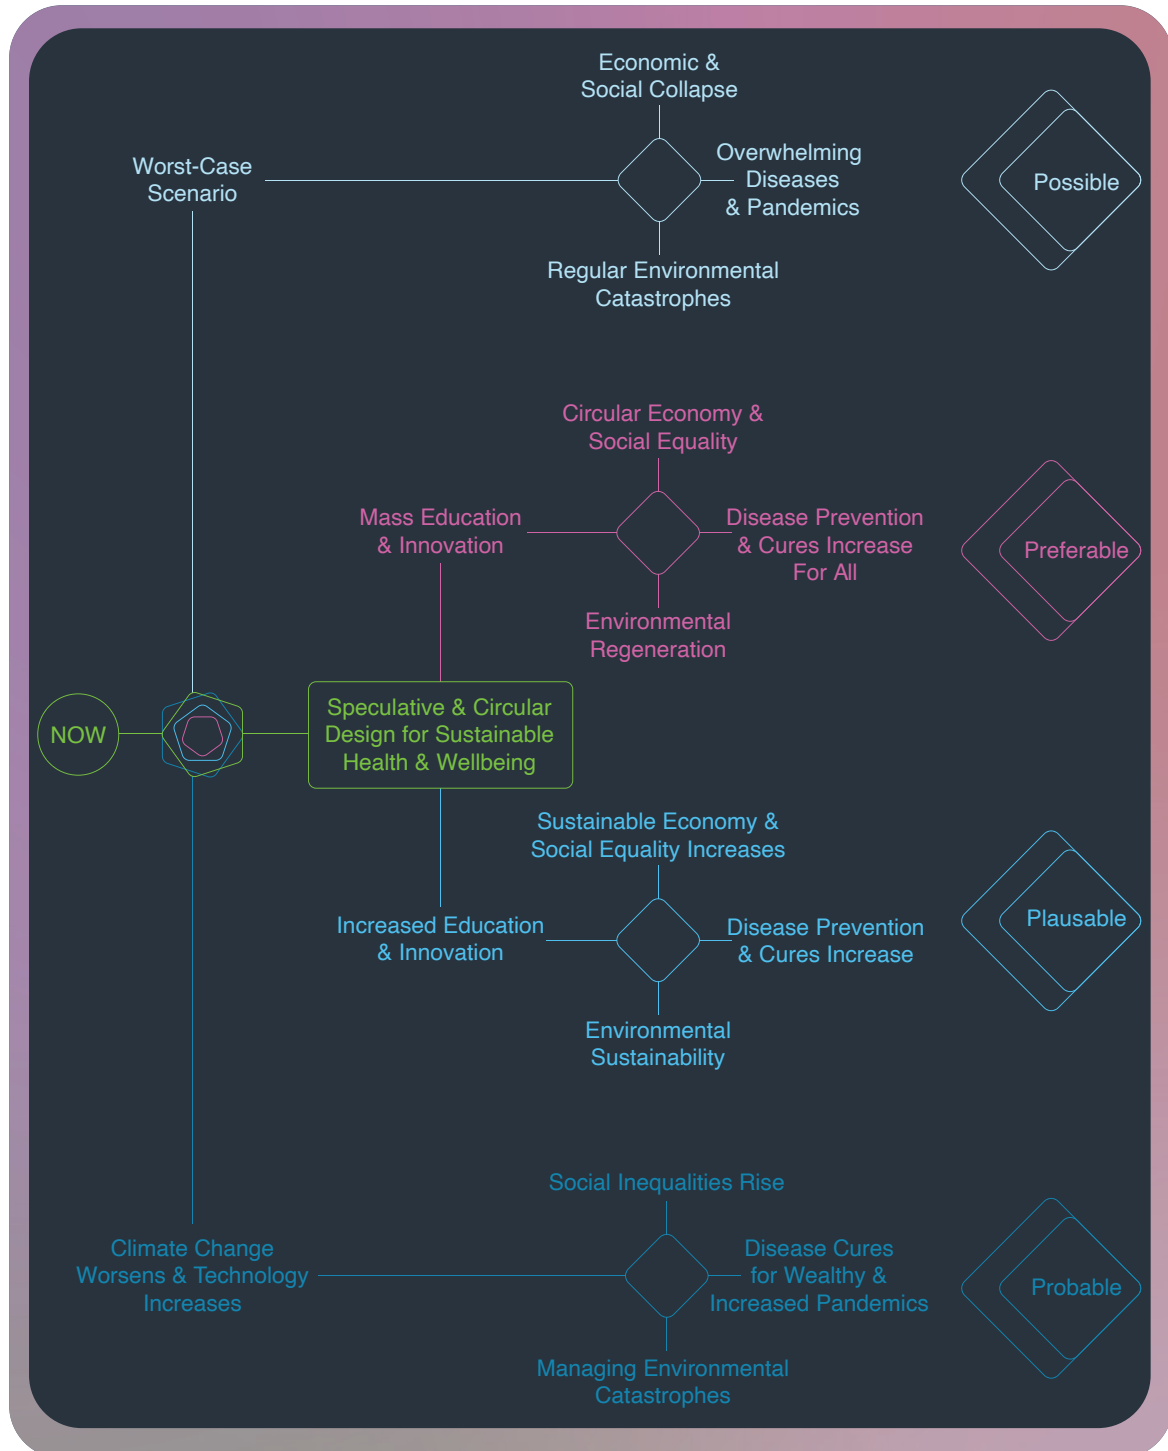 Economic &
Social Collapse
Worst-Case
Scenario
Overwhelming
Diseases
& Pandemics
Possible
Regular Environmental
Catastrophes
Circular Economy &
Social Equality
Mass Education
& Innovation
Disease Prevention
& Cures Increase
For All
Preferable
Environmental
Regeneration
NOW
Speculative & Circular
Design for Sustainable
Health & Wellbeing
Sustainable Economy &
Social Equality Increases
Increased Education
& Innovation
Disease Prevention
& Cures Increase
Plausable
Environmental
Sustainability
Social Inequalities Rise
Climate Change
Worsens & Technology
Increases
Disease Cures
for Wealthy &
Increased Pandemics
Probable
Managing Environmental
Catastrophes